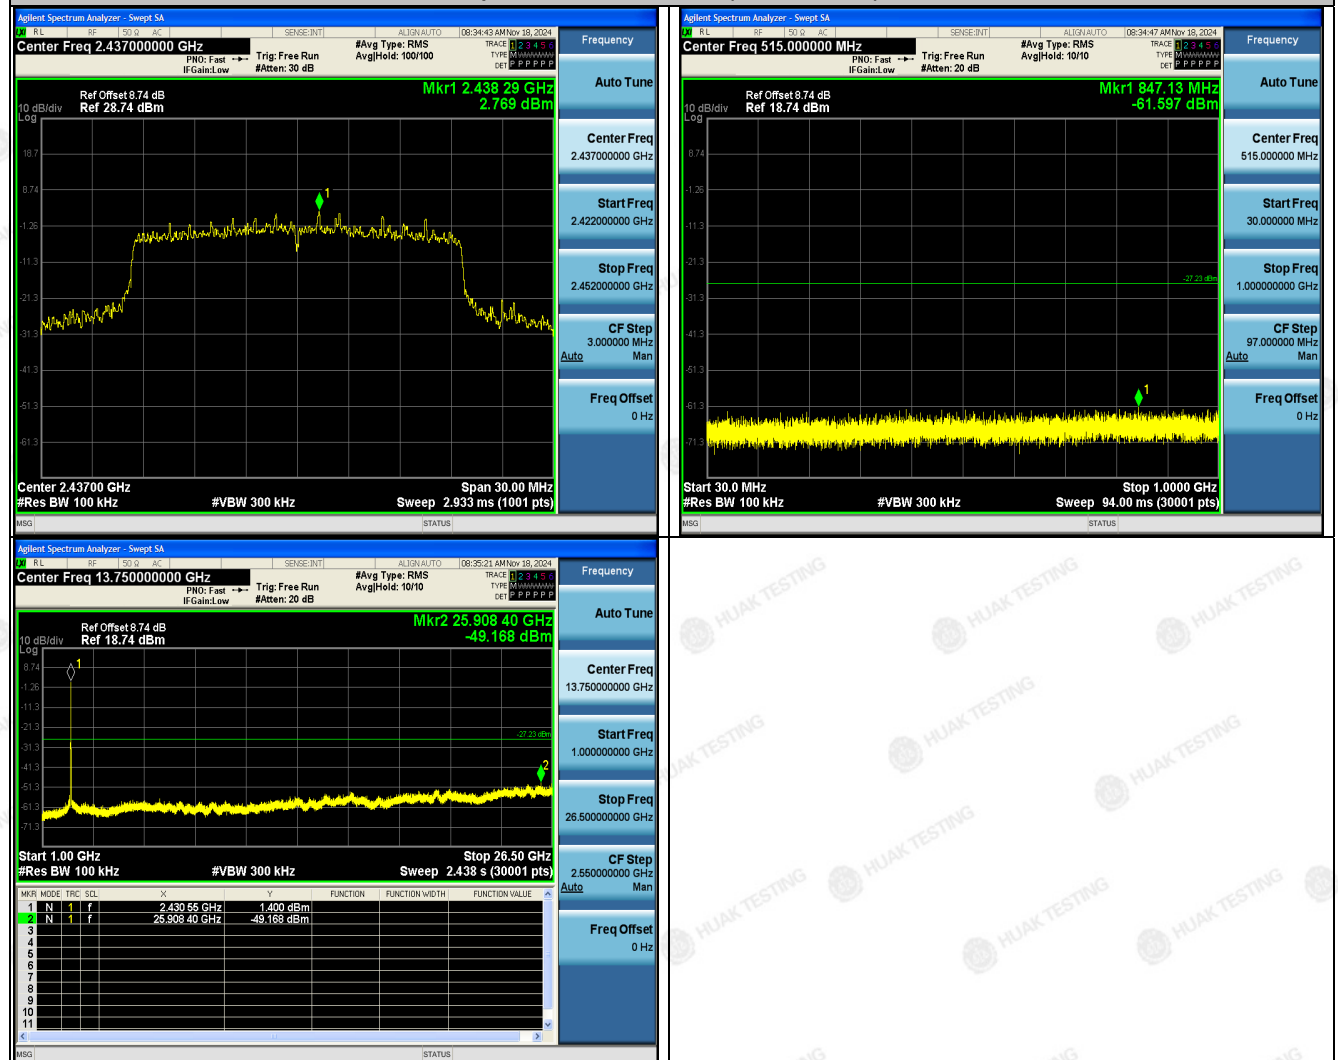 Agilent Spectrum Analyzer - Swept SA
LXI RL RF 50 Ω AC SENSE:INT ALIGNAUTO 08:34:43 AM Nov 18, 2024
Center Freq 2.437000000 GHz
PNO: Fast
IFGain:Low
Trig: Free Run
#Atten: 30 dB
#Avg Type: RMS
Avg|Hold: 100/100
TRACE 1 2 3 4 5 6
TYPE M
DET P P P P P P
Mkr1 2.438 29 GHz
2.769 dBm
Ref Offset 8.74 dB
10 dB/div Ref 28.74 dBm
Log
18.7
8.74
-1.26
-11.3
-21.3
-31.3
-41.3
-51.3
-61.3
1
Center 2.43700 GHz Span 30.00 MHz
#Res BW 100 kHz #VBW 300 kHz Sweep 2.933 ms (1001 pts)
MSG STATUS
Frequency
Auto Tune
Center Freq
2.437000000 GHz
Start Freq
2.422000000 GHz
Stop Freq
2.452000000 GHz
CF Step
3.000000 MHz
Auto Man
Freq Offset
0 Hz
Agilent Spectrum Analyzer - Swept SA
LXI RL RF 50 Ω AC SENSE:INT ALIGNAUTO 08:34:47 AM Nov 18, 2024
Center Freq 515.000000 MHz
PNO: Fast
IFGain:Low
Trig: Free Run
#Atten: 20 dB
#Avg Type: RMS
Avg|Hold: 10/10
TRACE 1 2 3 4 5 6
TYPE M
DET P P P P P P
Mkr1 847.13 MHz
-61.597 dBm
Ref Offset 8.74 dB
10 dB/div Ref 18.74 dBm
Log
8.74
-1.26
-11.3
-21.3
-31.3
-41.3
-51.3
-61.3
-71.3
-27.23 dBm
1
Start 30.0 MHz Stop 1.0000 GHz
#Res BW 100 kHz #VBW 300 kHz Sweep 94.00 ms (30001 pts)
MSG STATUS
Frequency
Auto Tune
Center Freq
515.000000 MHz
Start Freq
30.000000 MHz
Stop Freq
1.000000000 GHz
CF Step
97.000000 MHz
Auto Man
Freq Offset
0 Hz
Agilent Spectrum Analyzer - Swept SA
LXI RL RF 50 Ω AC SENSE:INT ALIGNAUTO 08:35:21 AM Nov 18, 2024
Center Freq 13.750000000 GHz
PNO: Fast
IFGain:Low
Trig: Free Run
#Atten: 20 dB
#Avg Type: RMS
Avg|Hold: 10/10
TRACE 1 2 3 4 5 6
TYPE M
DET P P P P P P
Mkr2 25.908 40 GHz
-49.168 dBm
Ref Offset 8.74 dB
10 dB/div Ref 18.74 dBm
Log
8.74
-1.26
-11.3
-21.3
-31.3
-41.3
-51.3
-61.3
-71.3
-27.23 dBm
1
2
Start 1.00 GHz Stop 26.50 GHz
#Res BW 100 kHz #VBW 300 kHz Sweep 2.438 s (30001 pts)
MKR MODE TRC SCL X Y FUNCTION FUNCTION WIDTH FUNCTION VALUE
1 N 1 f 2.430 55 GHz 1.400 dBm
2 N 1 f 25.908 40 GHz -49.168 dBm
3
4
5
6
7
8
9
10
11
MSG STATUS
Frequency
Auto Tune
Center Freq
13.750000000 GHz
Start Freq
1.000000000 GHz
Stop Freq
26.500000000 GHz
CF Step
2.550000000 GHz
Auto Man
Freq Offset
0 Hz
HUAK TESTING
HUAK TESTING
HUAK TESTING
HUAK TESTING
HUAK TESTING
HUAK TESTING
HUAK TESTING
HUAK TESTING
HUAK TESTING
HUAK TESTING
HUAK TESTING